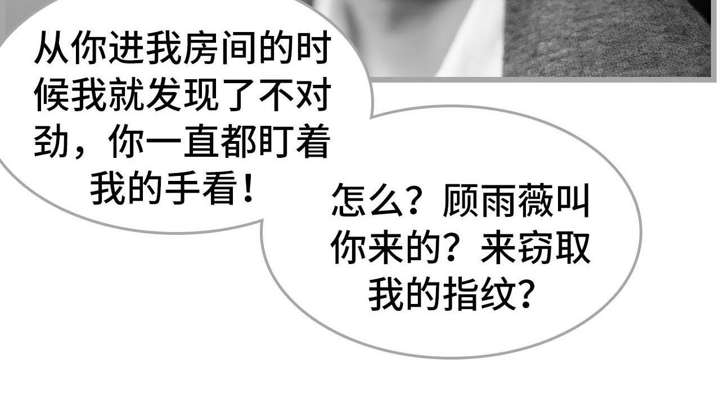 从你进我房间的时
候我就发现了不对
劲，你一直都盯着
我的手看！
怎么？顾雨薇叫
你来的？来窃取
我的指纹？